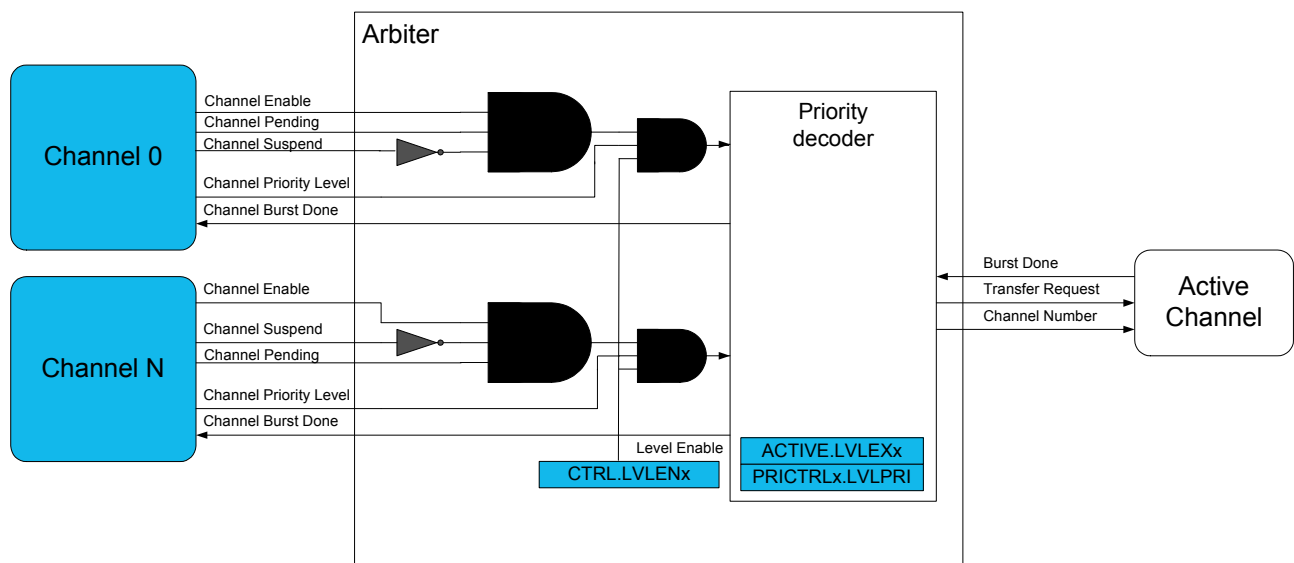 Arbiter
Channel Enable
Channel Pending
Channel Suspend
Channel 0
Channel Priority Level
Channel Burst Done
Priority
decoder
Channel Enable
Channel Suspend
Channel Pending
Channel N
Channel Priority Level
Channel Burst Done
Burst Done
Transfer Request
Channel Number
Active
Channel
Level Enable
CTRL.LVLENx
ACTIVE.LVLEXx
PRICTRLx.LVLPRI